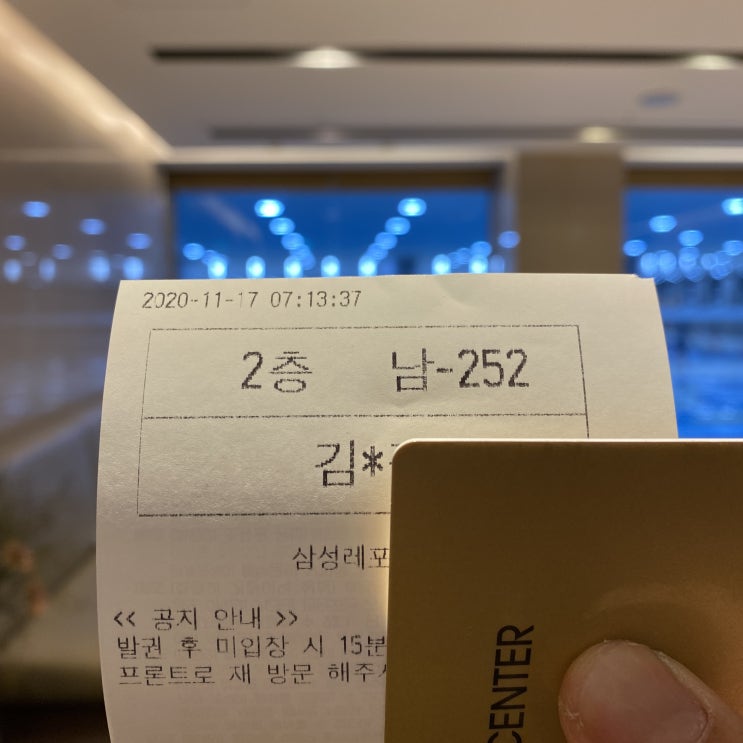 2020-11-17 07:13:37
2층 남-252
김*
삼성레포
<< 공지 안내 >>
발권 후 미입장 시 15분
프론트로 재 방문 해주
CENTER